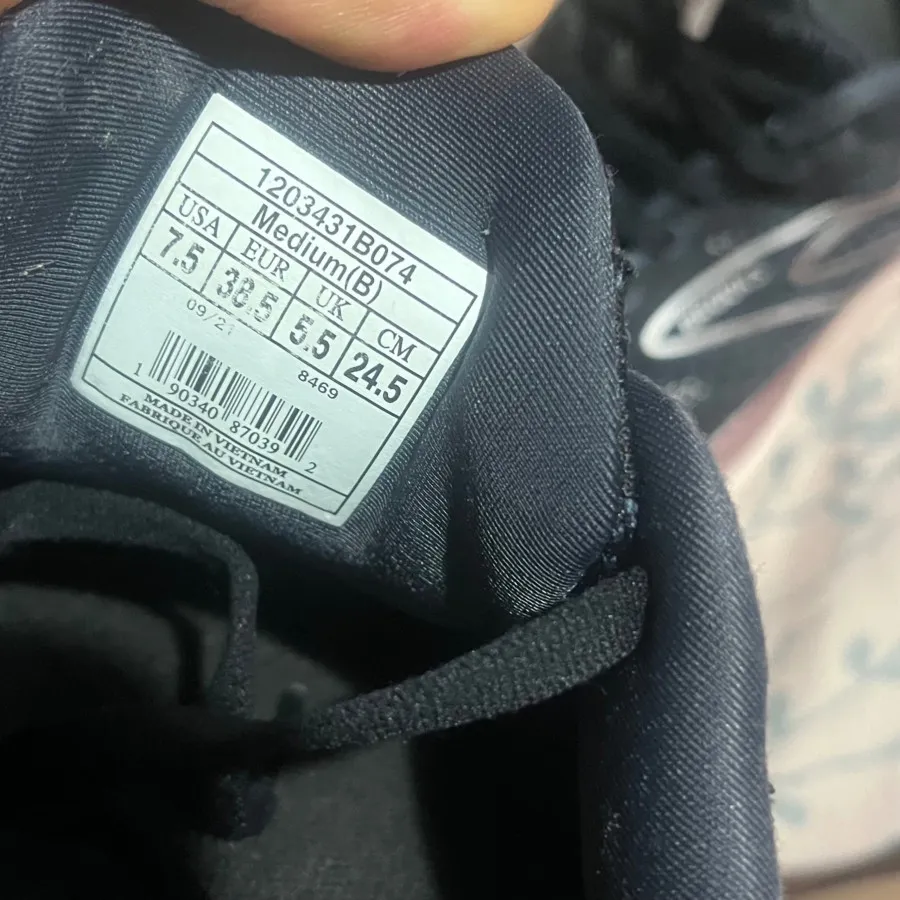 1203431B074
Medium(B)
USA EUR UK CM
7.5 38.5 5.5 24.5
09/21 8469
1 90340 87039 2
MADE IN VIETNAM
FABRIQUE AU VIETNAM